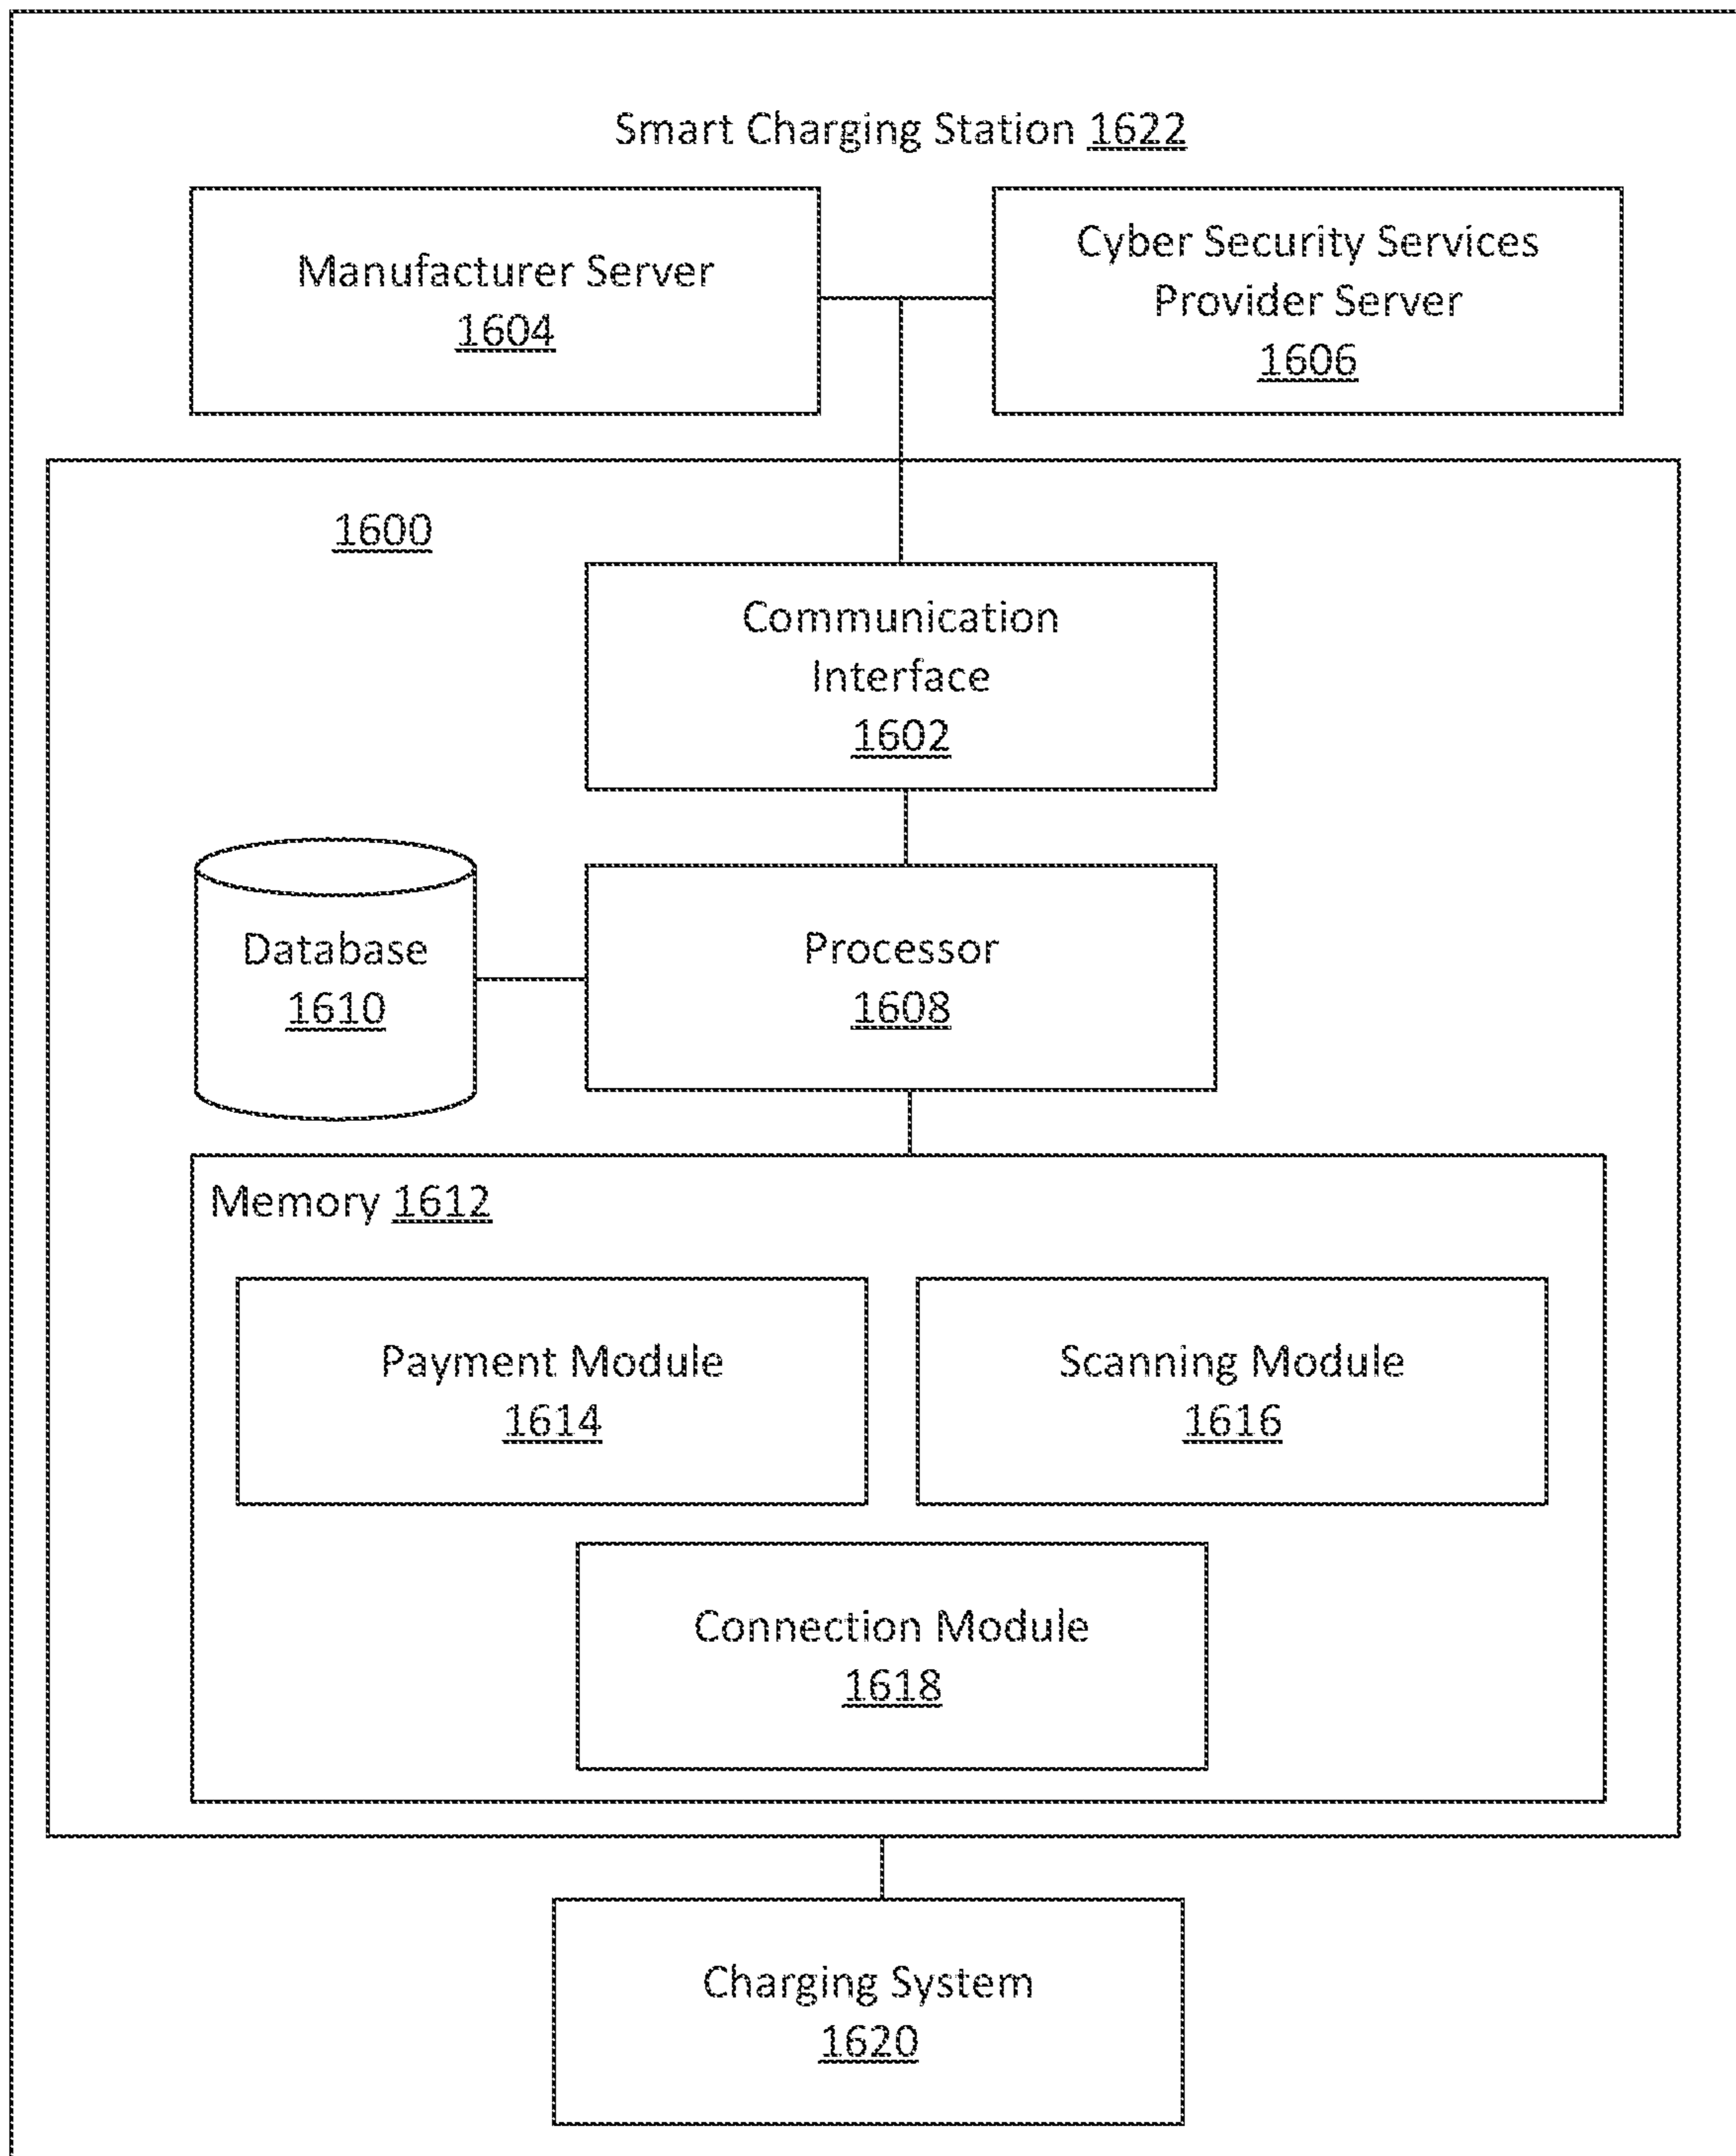 Smart Charging Station 1622
Manufacturer Server
1604
Cyber Security Services
Provider Server
1606
1600
Communication
Interface
1602
Database
1610
Processor
1608
Memory 1612
Payment Module
1614
Scanning Module
1616
Connection Module
1618
Charging System
1620